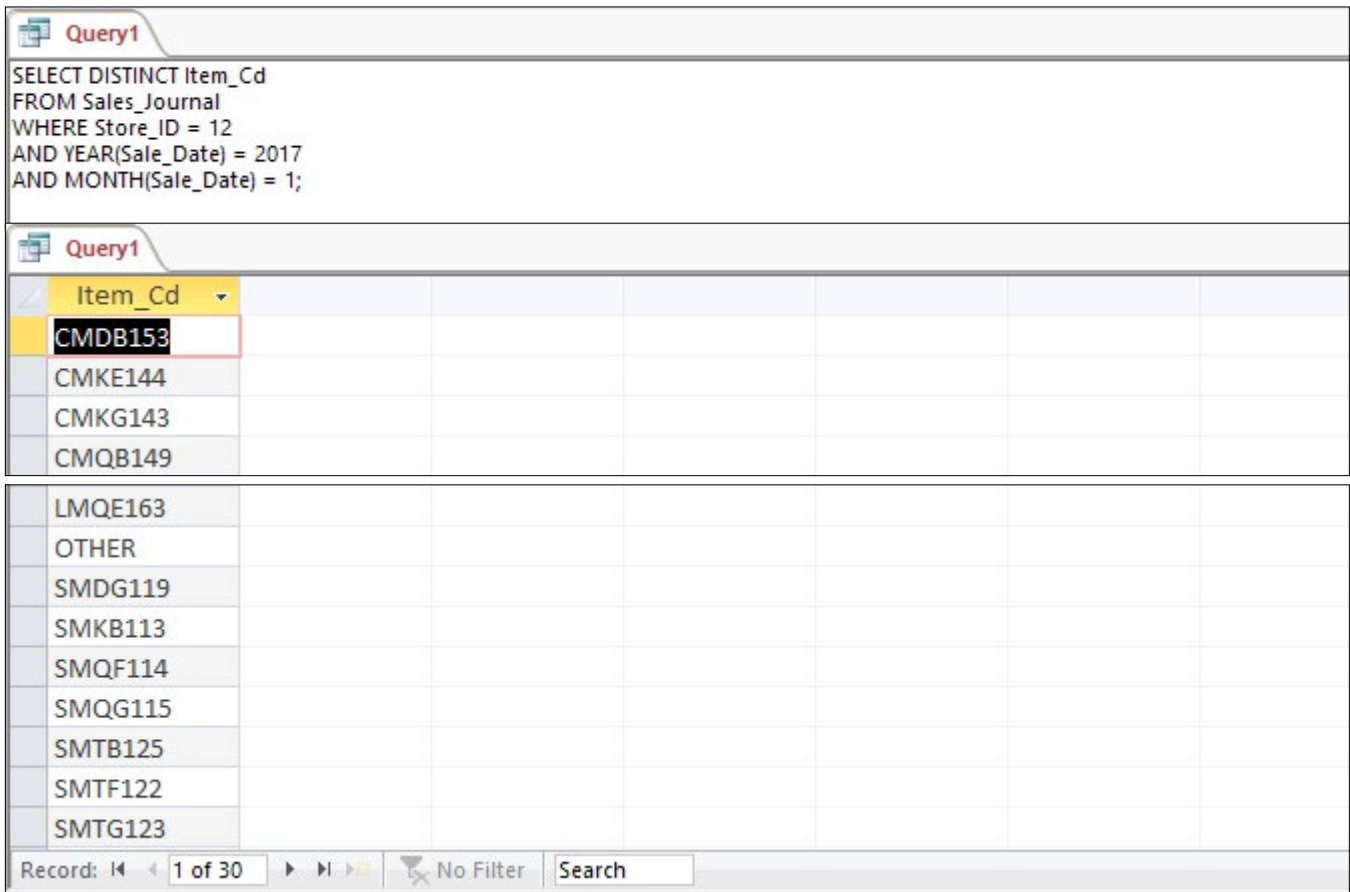 Query1
SELECT DISTINCT Item_Cd
FROM Sales_Journal
WHERE Store_ID = 12
AND YEAR(Sale_Date) = 2017
AND MONTH(Sale_Date) = 1;
Query1
Item_Cd
CMDB153
CMKE144
CMKG143
CMQB149
LMQE163
OTHER
SMDG119
SMKB113
SMQF114
SMQG115
SMTB125
SMTF122
SMTG123
Record: 1 of 30 No Filter Search